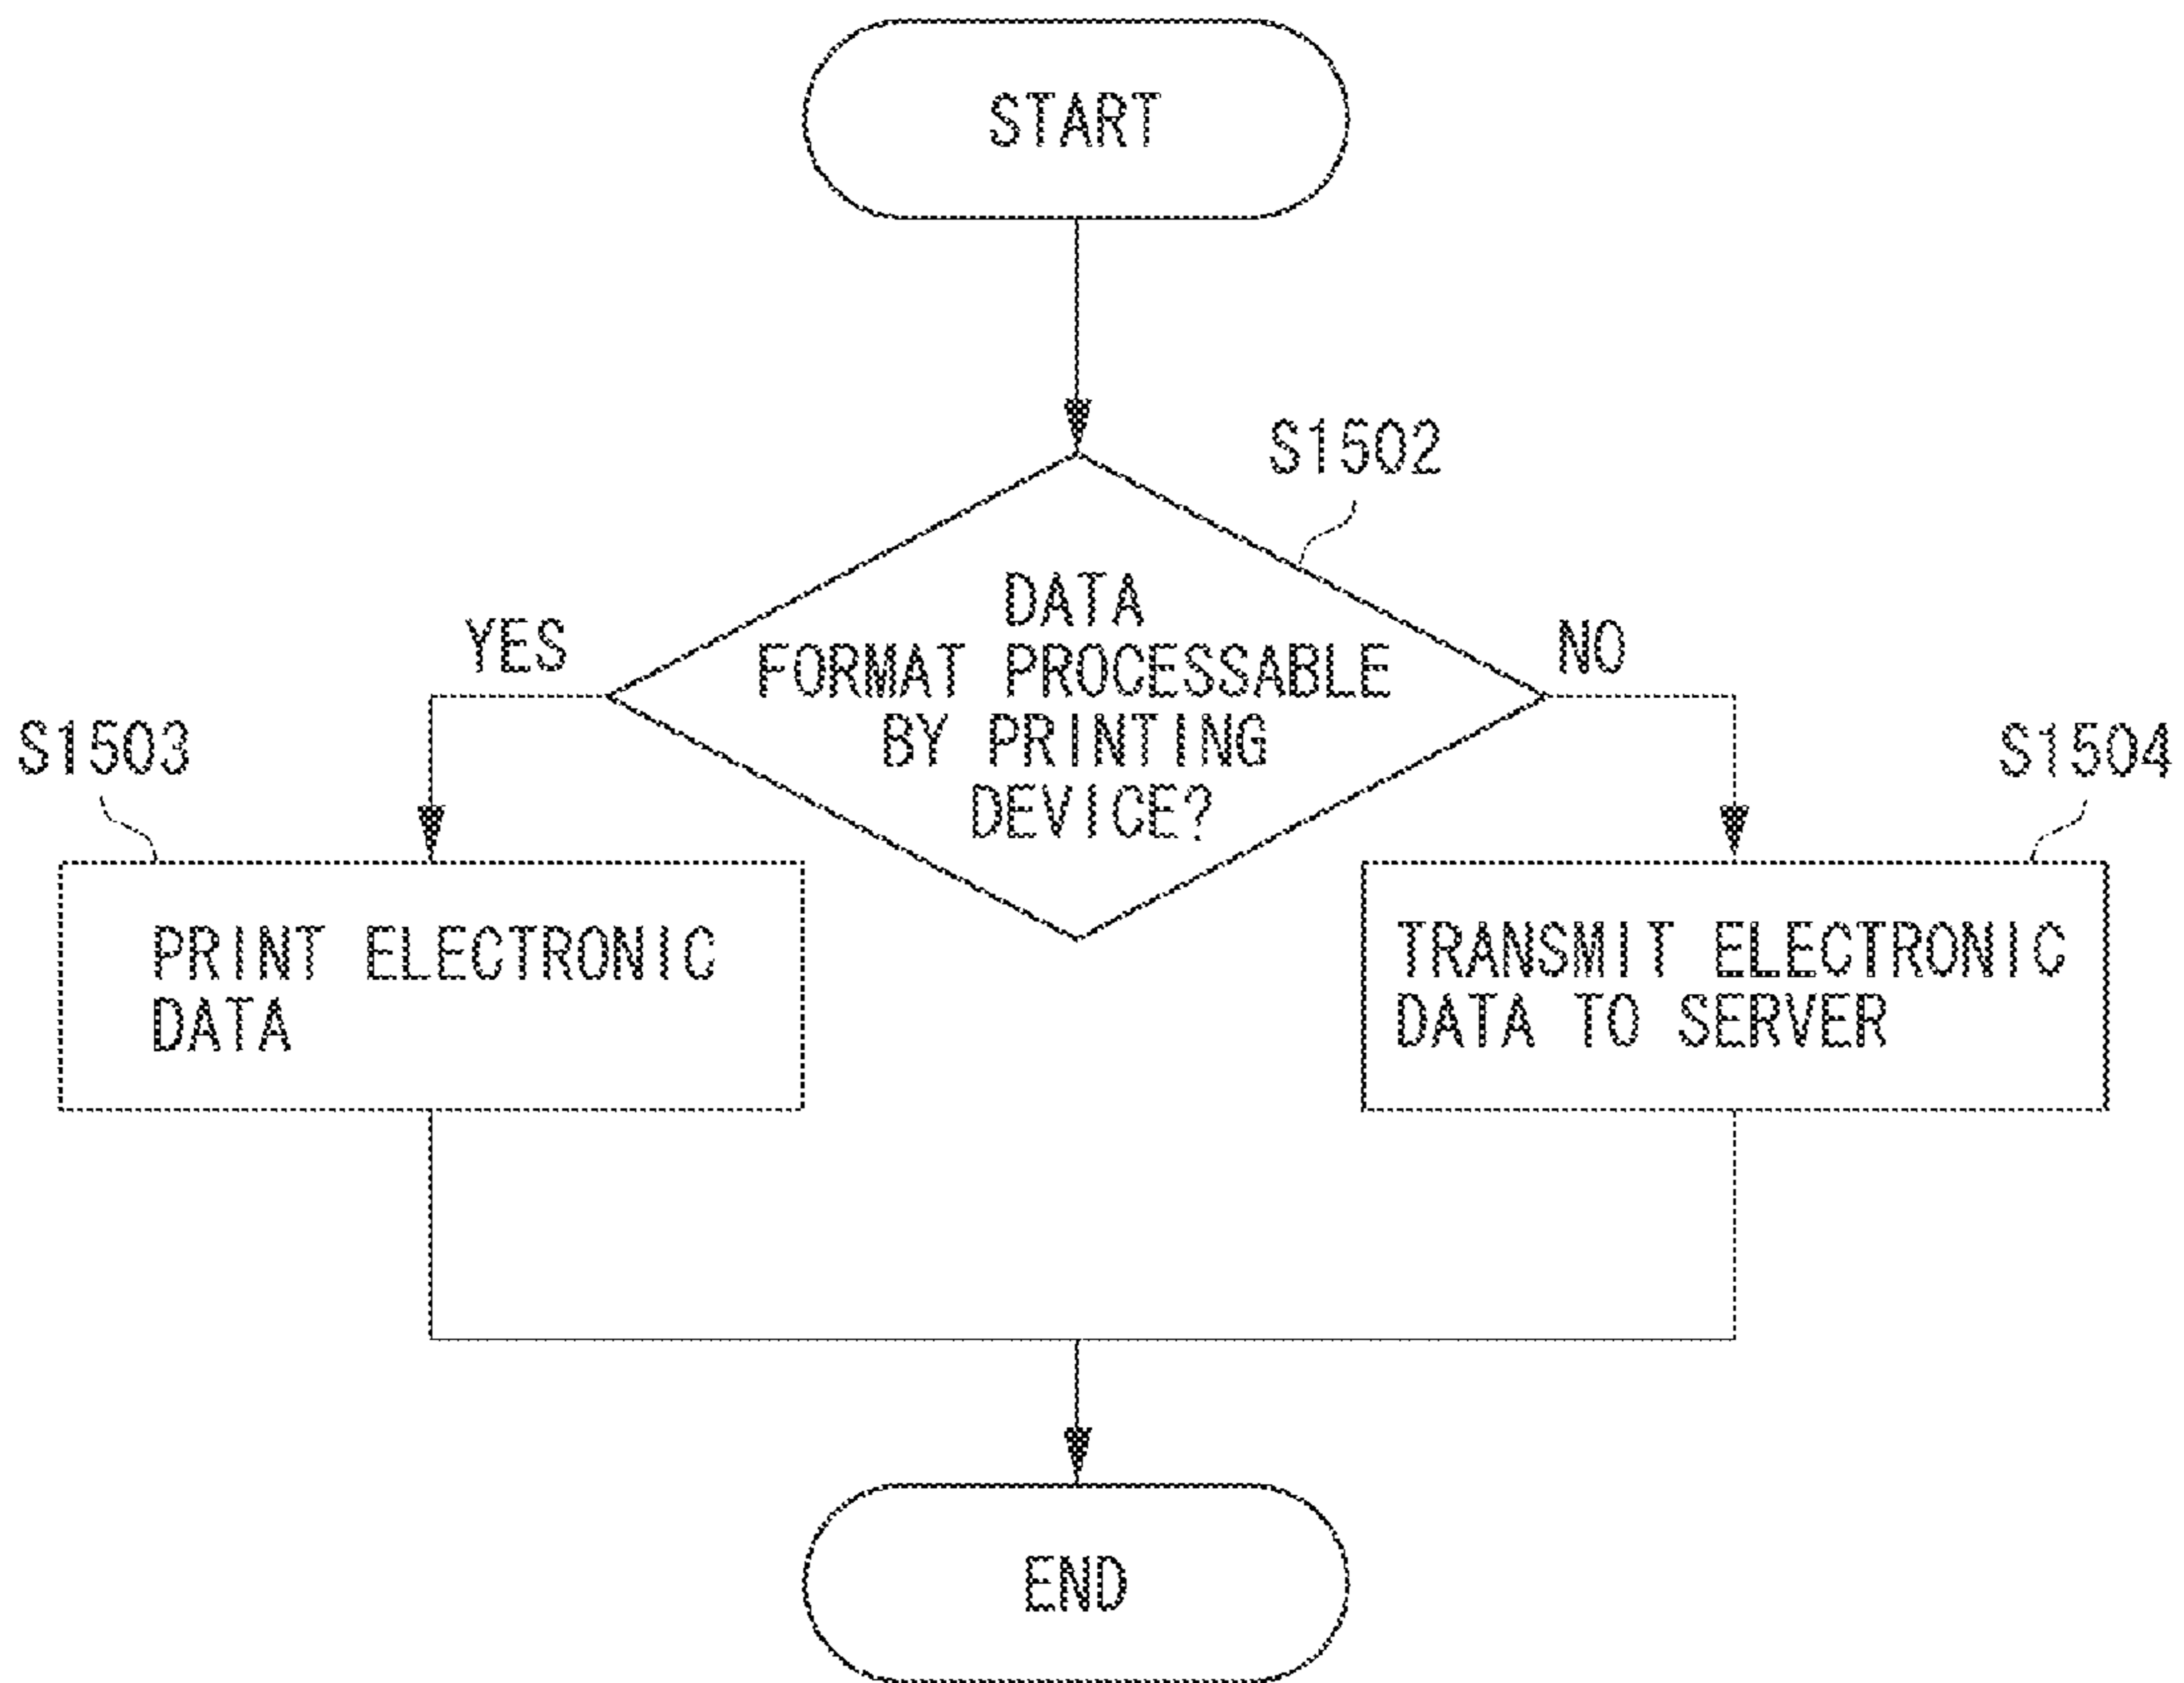 START
S1502
DATA
FORMAT PROCESSABLE
BY PRINTING
DEVICE?
YES
NO
S1503
S1504
PRINT ELECTRONIC
DATA
TRANSMIT ELECTRONIC
DATA TO SERVER
END